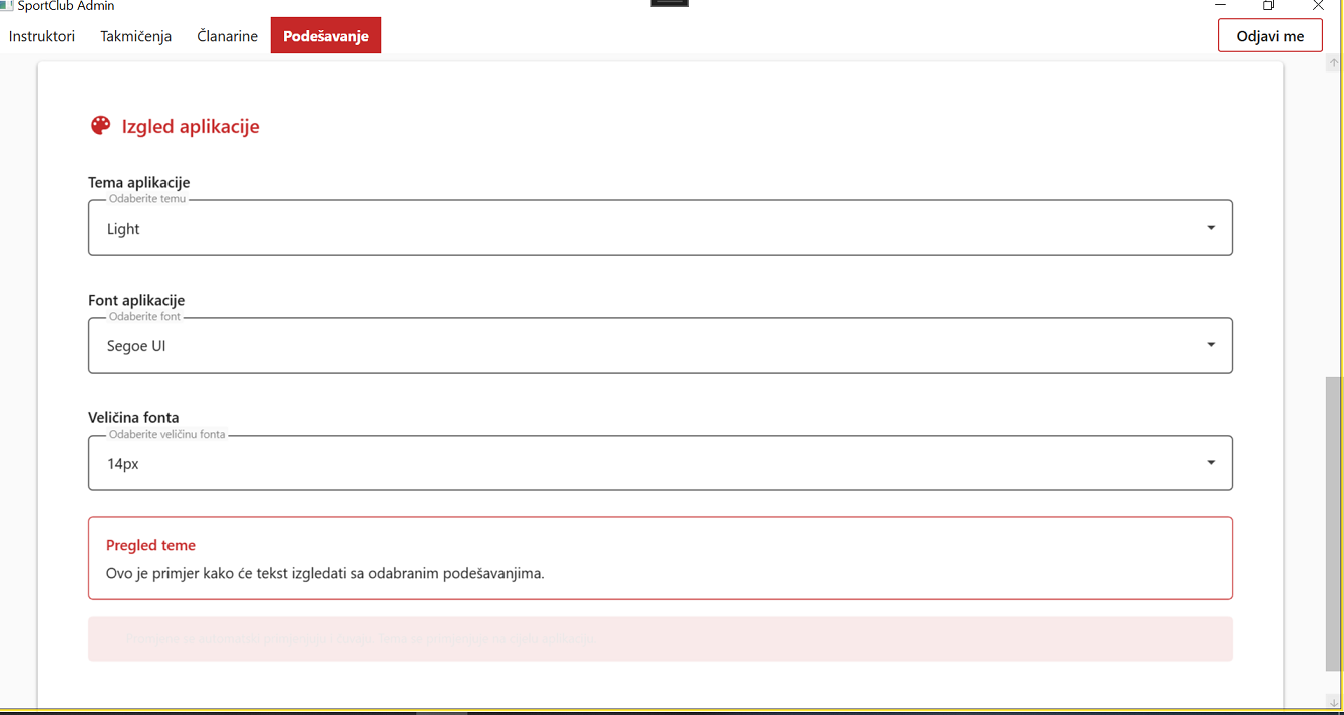 SportClub Admin
Instruktori Takmičenja Članarine Podešavanje Odjavi me
Izgled aplikacije
Tema aplikacije
Odaberite temu
Light
Font aplikacije
Odaberite font
Segoe UI
Veličina fonta
Odaberite veličinu fonta
14px
Pregled teme
Ovo je primjer kako će tekst izgledati sa odabranim podešavanjima.